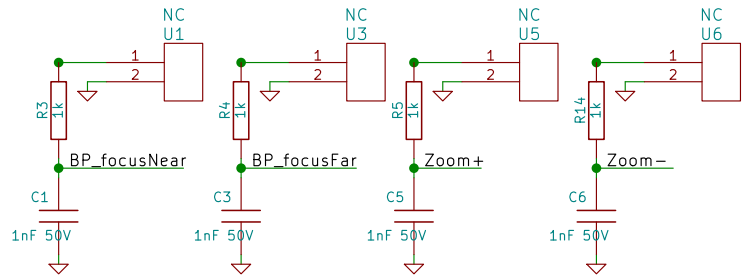 NC
U1
1
2
R3
1k
BP_focusNear
C1
1nF 50V
NC
U3
1
2
R4
1k
BP_focusFar
C3
1nF 50V
NC
U5
1
2
R5
1k
Zoom+
C5
1nF 50V
NC
U6
1
2
R14
1k
Zoom-
C6
1nF 50V